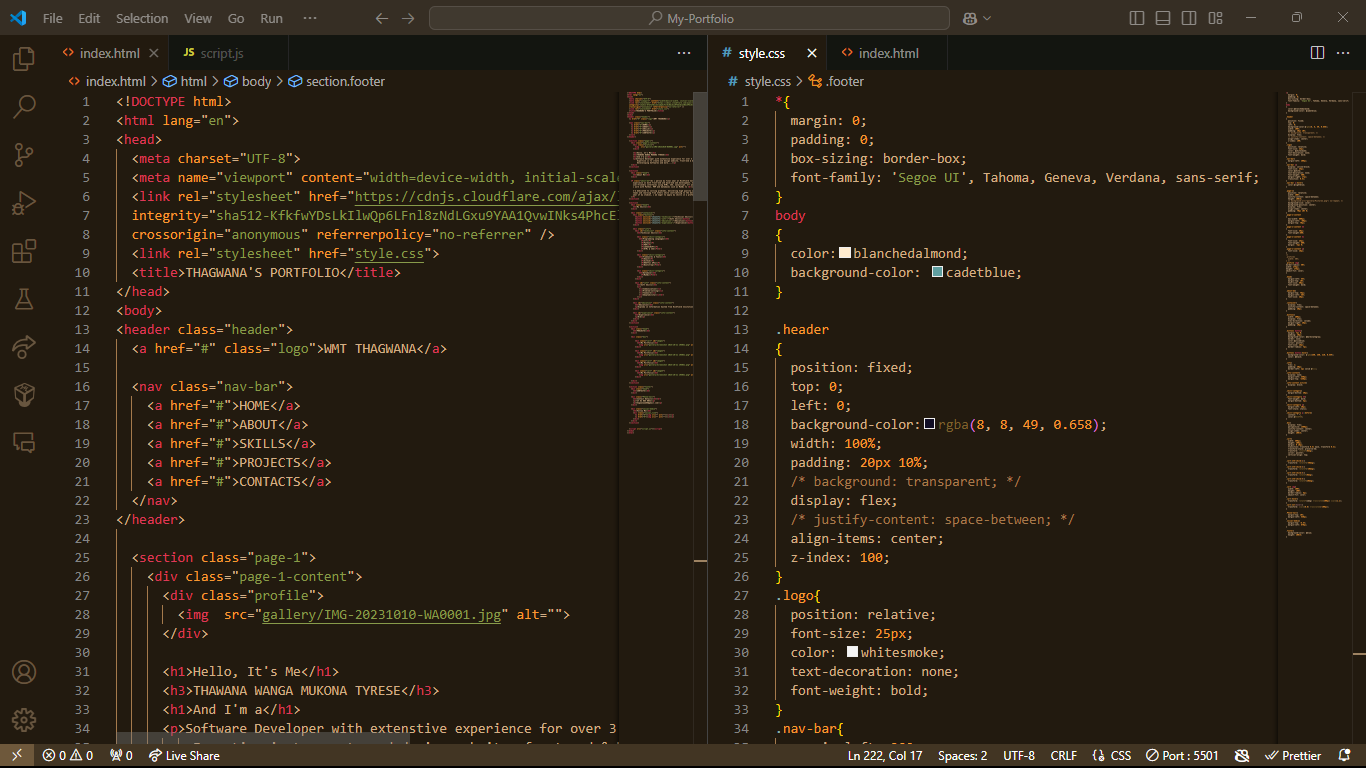 File Edit Selection View Go Run ··· My-Portfolio
index.html JS script.js ···
# style.css index.html ···
index.html > html > body > section.footer
# style.css > .footer
1 <!DOCTYPE html>
2 <html lang="en">
3 <head>
4 <meta charset="UTF-8">
5 <meta name="viewport" content="width=device-width, initial-scal
6 <link rel="stylesheet" href="https://cdnjs.cloudflare.com/ajax/l
7 integrity="sha512-KfkfwYDsLkIlwQp6LFnl8zNdLGxu9YAA1QvwINks4PhcE
8 crossorigin="anonymous" referrerpolicy="no-referrer" />
9 <link rel="stylesheet" href="style.css">
10 <title>THAGWANA'S PORTFOLIO</title>
11 </head>
12 <body>
13 <header class="header">
14 <a href="#" class="logo">WMT THAGWANA</a>
15
16 <nav class="nav-bar">
17 <a href="#">HOME</a>
18 <a href="#">ABOUT</a>
19 <a href="#">SKILLS</a>
20 <a href="#">PROJECTS</a>
21 <a href="#">CONTACTS</a>
22 </nav>
23 </header>
24
25 <section class="page-1">
26 <div class="page-1-content">
27 <div class="profile">
28 <img  src="gallery/IMG-20231010-WA0001.jpg" alt="">
29 </div>
30
31 <h1>Hello, It's Me</h1>
32 <h3>THAWANA WANGA MUKONA TYRESE</h3>
33 <h1>And I'm a</h1>
34 <p>Software Developer with extenstive experience for over 3
1 *{
2 margin: 0;
3 padding: 0;
4 box-sizing: border-box;
5 font-family: 'Segoe UI', Tahoma, Geneva, Verdana, sans-serif;
6 }
7 body
8 {
9 color: blanchedalmond;
10 background-color: cadetblue;
11 }
12
13 .header
14 {
15 position: fixed;
16 top: 0;
17 left: 0;
18 background-color: rgba(8, 8, 49, 0.658);
19 width: 100%;
20 padding: 20px 10%;
21 /* background: transparent; */
22 display: flex;
23 /* justify-content: space-between; */
24 align-items: center;
25 z-index: 100;
26 }
27 .logo{
28 position: relative;
29 font-size: 25px;
30 color: whitesmoke;
31 text-decoration: none;
32 font-weight: bold;
33 }
34 .nav-bar{
0 0 0 Live Share Ln 222, Col 17 Spaces: 2 UTF-8 CRLF {} CSS Port : 5501 Prettier